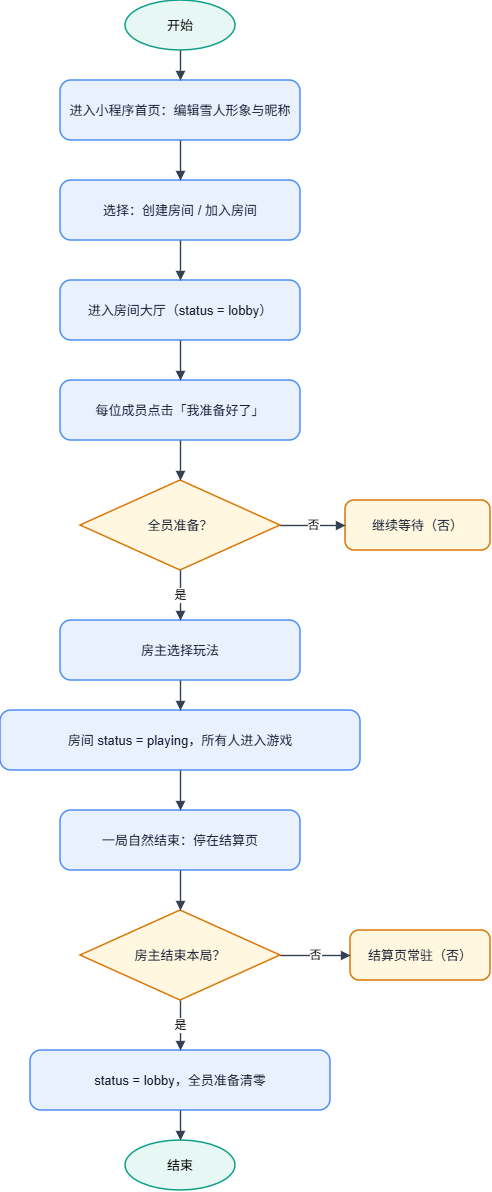 开始
进入小程序首页：编辑雪人形象与昵称
选择：创建房间 / 加入房间
进入房间大厅（status = lobby）
每位成员点击「我准备好了」
全员准备？
否
继续等待（否）
是
房主选择玩法
房间 status = playing，所有人进入游戏
一局自然结束：停在结算页
房主结束本局？
否
结算页常驻（否）
是
status = lobby，全员准备清零
结束